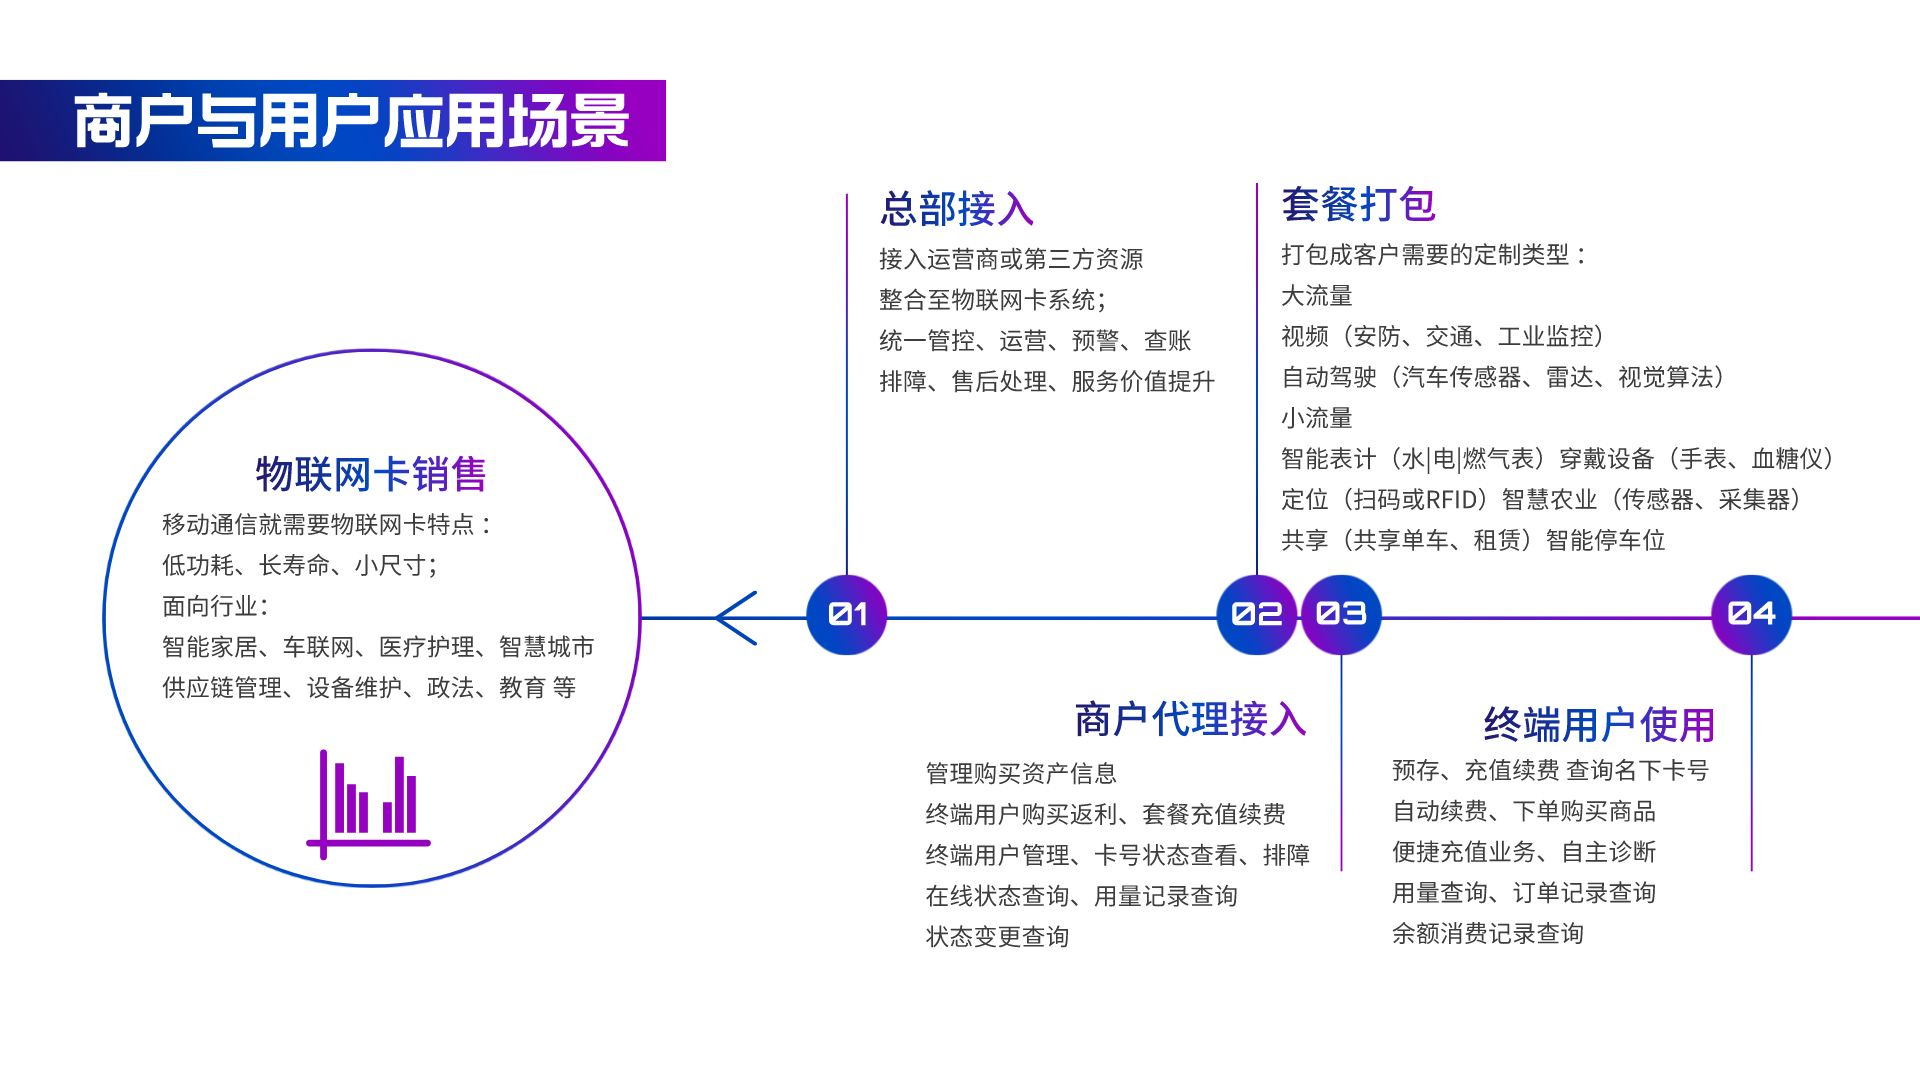 商户与用户应用场景
物联网卡销售
移动通信就需要物联网卡特点：
低功耗、长寿命、小尺寸；
面向行业：
智能家居、车联网、医疗护理、智慧城市
供应链管理、设备维护、政法、教育 等
01
总部接入
接入运营商或第三方资源
整合至物联网卡系统；
统一管控、运营、预警、查账
排障、售后处理、服务价值提升
02
套餐打包
打包成客户需要的定制类型：
大流量
视频（安防、交通、工业监控）
自动驾驶（汽车传感器、雷达、视觉算法）
小流量
智能表计（水|电|燃气表）穿戴设备（手表、血糖仪）
定位（扫码或RFID）智慧农业（传感器、采集器）
共享（共享单车、租赁）智能停车位
03
商户代理接入
管理购买资产信息
终端用户购买返利、套餐充值续费
终端用户管理、卡号状态查看、排障
在线状态查询、用量记录查询
状态变更查询
04
终端用户使用
预存、充值续费 查询名下卡号
自动续费、下单购买商品
便捷充值业务、自主诊断
用量查询、订单记录查询
余额消费记录查询